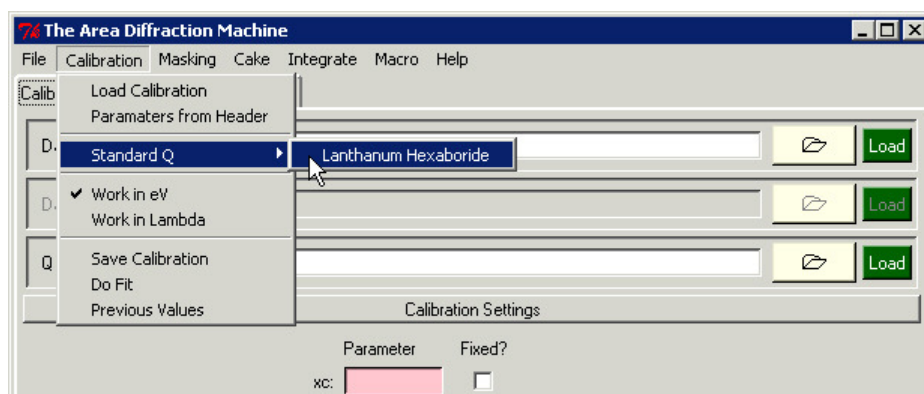 The Area Diffraction Machine
File Calibration Masking Cake Integrate Macro Help
Calib
Load Calibration
Paramaters from Header
D.
Standard Q
Lanthanum Hexaboride
Load
Work in eV
D.
Load
Work in Lambda
Save Calibration
Q
Load
Do Fit
Previous Values
Calibration Settings
Parameter Fixed?
xc: